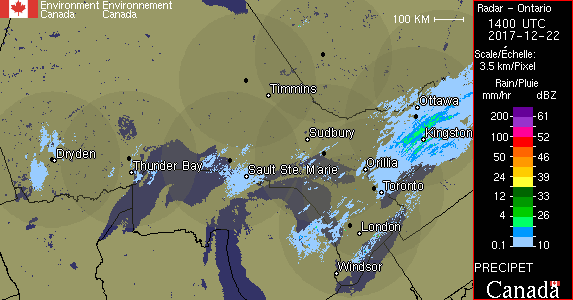 Environment Environnement
Canada Canada
100 KM
Timmins
Ottawa
Sudbury
Kingston
Dryden
Thunder Bay
Sault Ste. Marie
Orillia
Toronto
London
Windsor
Radar - Ontario
1400 UTC
2017-12-22
Scale/Échelle:
3.5 km/Pixel
Rain/Pluie
mm/hr dBZ
200 61
100 52
50 46
24 39
12 33
4 26
0.1 10
PRECIPET
Canada